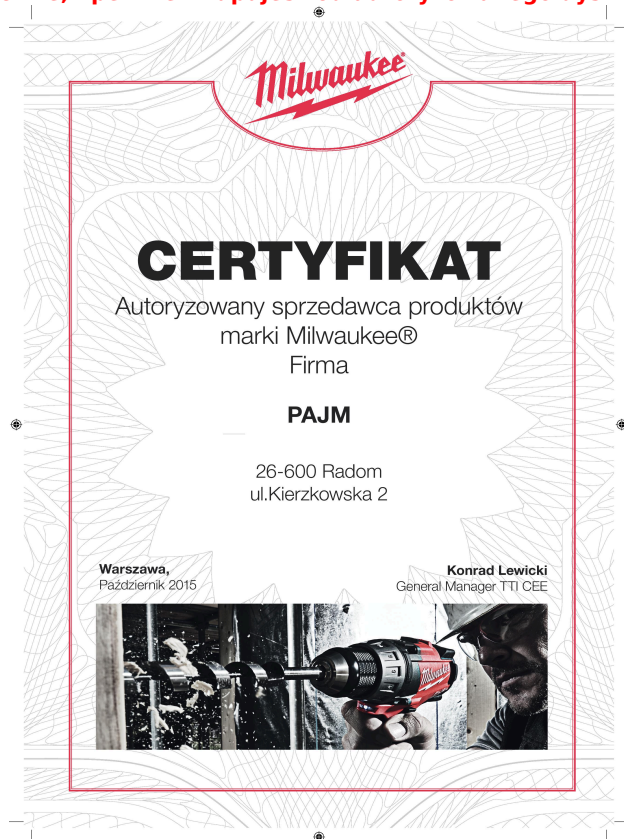 Milwaukee®
CERTYFIKAT
Autoryzowany sprzedawca produktów
marki Milwaukee®
Firma
PAJM
26-600 Radom
ul.Kierzkowska 2
Warszawa,
Październik 2015
Konrad Lewicki
General Manager TTI CEE
Milwaukee